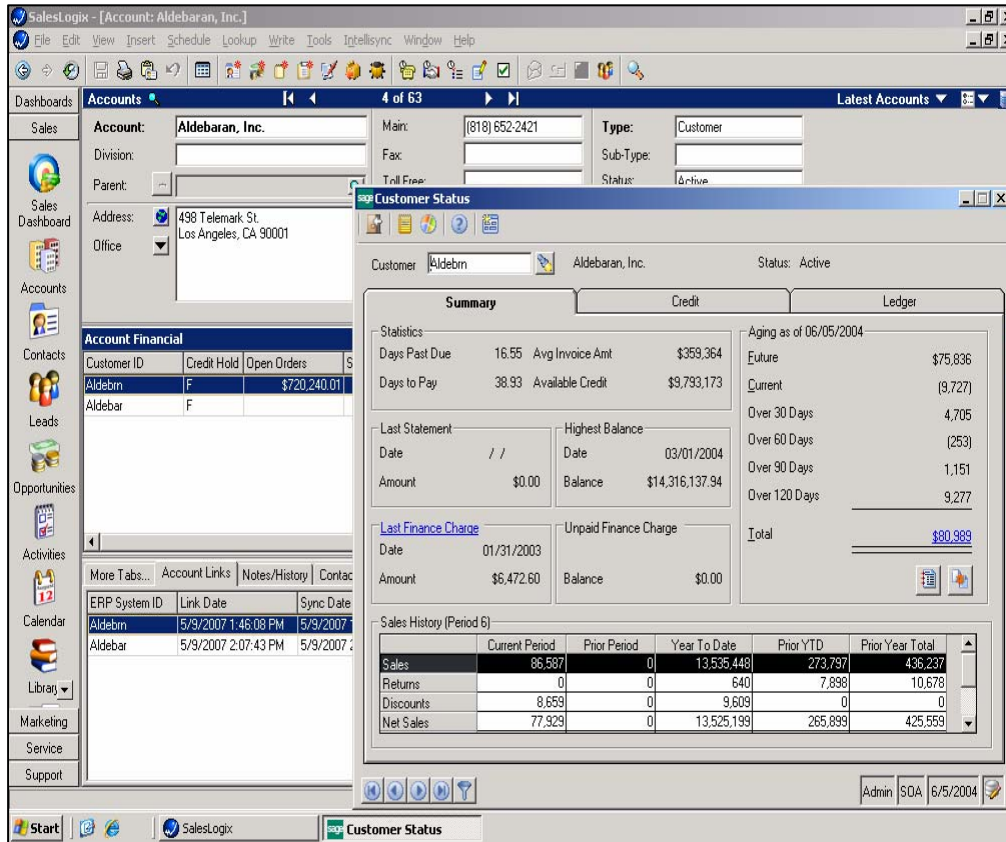 SalesLogix - [Account: Aldebaran, Inc.]
File Edit View Insert Schedule Lookup Write Tools Intellisync Window Help
Dashboards
Sales
Sales Dashboard
Accounts
Contacts
Leads
Opportunities
Activities
12
Calendar
Library
Marketing
Service
Support
Accounts 4 of 63 Latest Accounts
Account: Aldebaran, Inc. Main: (818) 652-2421 Type: Customer
Division: Fax: Sub-Type:
Parent: Toll Free: Status: Active
Address: 498 Telemark St.
Los Angeles, CA 90001
Office
Account Financial
Customer ID Credit Hold Open Orders S
Aldebrn F $720,240.01
Aldebar F
More Tabs... Account Links Notes/History Contac
ERP System ID Link Date Sync Date
Aldebrn 5/9/2007 1:46:08 PM 5/9/2007 1
Aldebar 5/9/2007 2:07:43 PM 5/9/2007 2
sage Customer Status
Customer Aldebrn Aldebaran, Inc. Status: Active
Summary Credit Ledger
Statistics
Days Past Due 16.55 Avg Invoice Amt $359,364
Days to Pay 38.93 Available Credit $9,793,173
Last Statement
Date / /
Amount $0.00
Highest Balance
Date 03/01/2004
Balance $14,316,137.94
Last Finance Charge
Date 01/31/2003
Amount $6,472.60
Unpaid Finance Charge
Balance $0.00
Aging as of 06/05/2004
Future $75,836
Current (9,727)
Over 30 Days 4,705
Over 60 Days (253)
Over 90 Days 1,151
Over 120 Days 9,277
Total $80,989
Sales History (Period 6)
Current Period Prior Period Year To Date Prior YTD Prior Year Total
Sales 86,587 0 13,535,448 273,797 436,237
Returns 0 0 640 7,898 10,678
Discounts 8,659 0 9,609 0 0
Net Sales 77,929 0 13,525,199 265,899 425,559
Admin SOA 6/5/2004
Start SalesLogix sage Customer Status